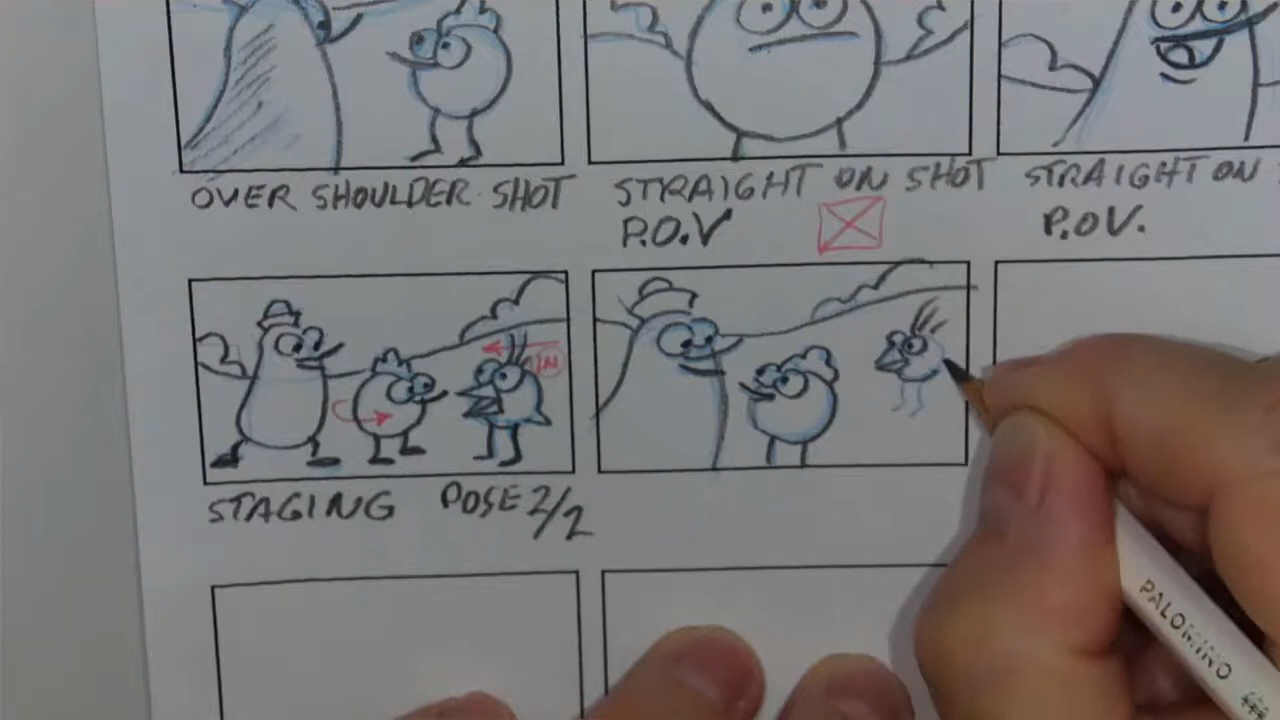 OVER SHOULDER SHOT
STRAIGHT ON SHOT
P.O.V
STRAIGHT ON
P.O.V.
IN
STAGING POSE 2/2
PALOMINO